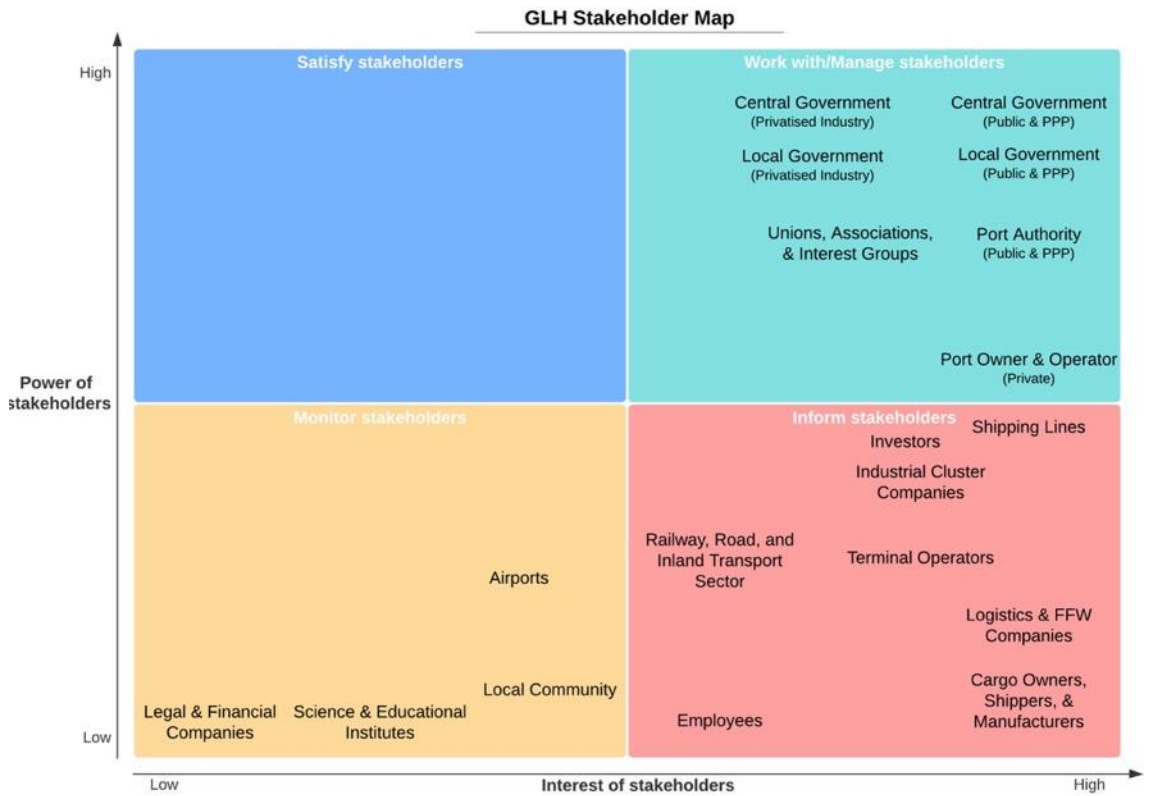 GLH Stakeholder Map
High
Satisfy stakeholders
Work with/Manage stakeholders
Central Government
(Privatised Industry)
Central Government
(Public & PPP)
Local Government
(Privatised Industry)
Local Government
(Public & PPP)
Unions, Associations,
& Interest Groups
Port Authority
(Public & PPP)
Port Owner & Operator
(Private)
Power of
stakeholders
Monitor stakeholders
Inform stakeholders
Shipping Lines
Investors
Industrial Cluster
Companies
Railway, Road, and
Inland Transport
Sector
Terminal Operators
Airports
Logistics & FFW
Companies
Local Community
Cargo Owners,
Shippers, &
Manufacturers
Legal & Financial
Companies
Science & Educational
Institutes
Employees
Low
Low
Interest of stakeholders
High